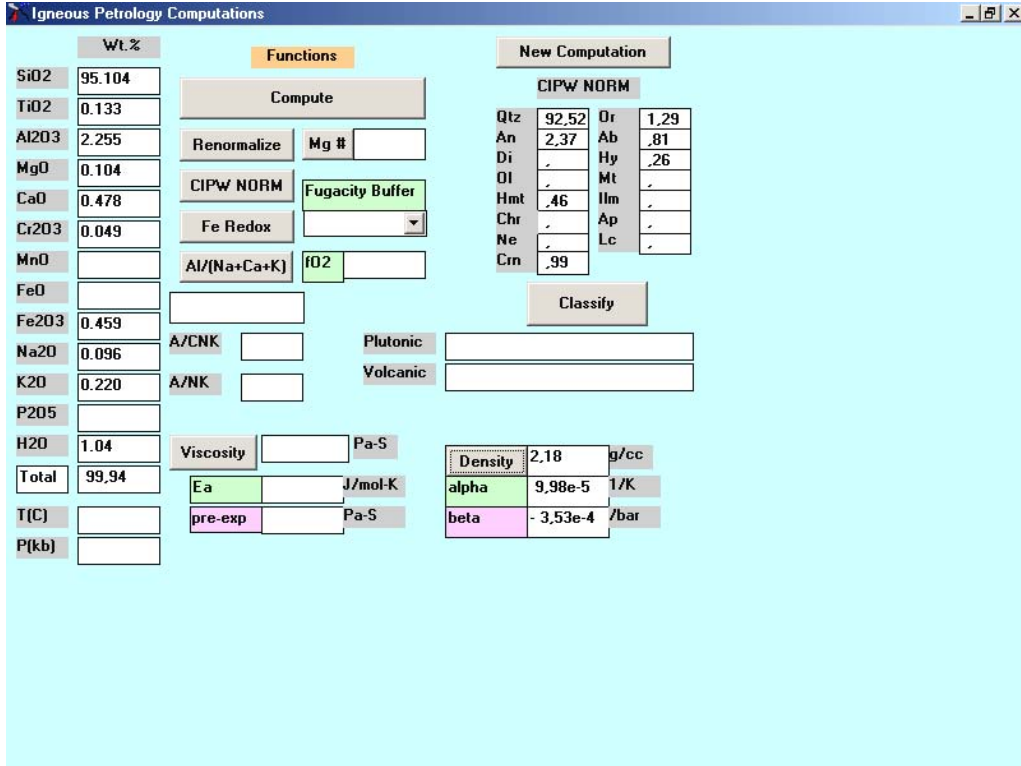 Igneous Petrology Computations
Wt.%
SiO2 95.104
TiO2 0.133
Al2O3 2.255
MgO 0.104
CaO 0.478
Cr2O3 0.049
MnO
FeO
Fe2O3 0.459
Na2O 0.096
K2O 0.220
P2O5
H2O 1.04
Total 99,94
T(C)
P(kb)
Functions
Compute
Renormalize Mg #
CIPW NORM Fugacity Buffer
Fe Redox
Al/(Na+Ca+K) fO2
A/CNK
A/NK
Viscosity Pa-S
Ea J/mol-K
pre-exp Pa-S
New Computation
CIPW NORM
Qtz 92,52 Or 1,29
An 2,37 Ab ,81
Di , Hy ,26
Ol , Mt ,
Hmt ,46 Ilm ,
Chr , Ap ,
Ne , Lc ,
Crn ,99
Classify
Plutonic
Volcanic
Density 2,18 g/cc
alpha 9,98e-5 1/K
beta - 3,53e-4 /bar